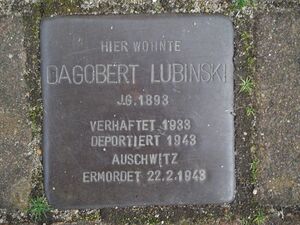 HIER WOHNTE
DAGOBERT LUBINSKI
JG. 1893
VERHAFTET 1933
DEPORTIERT 1943
AUSCHWITZ
ERMORDET 22.2.1943